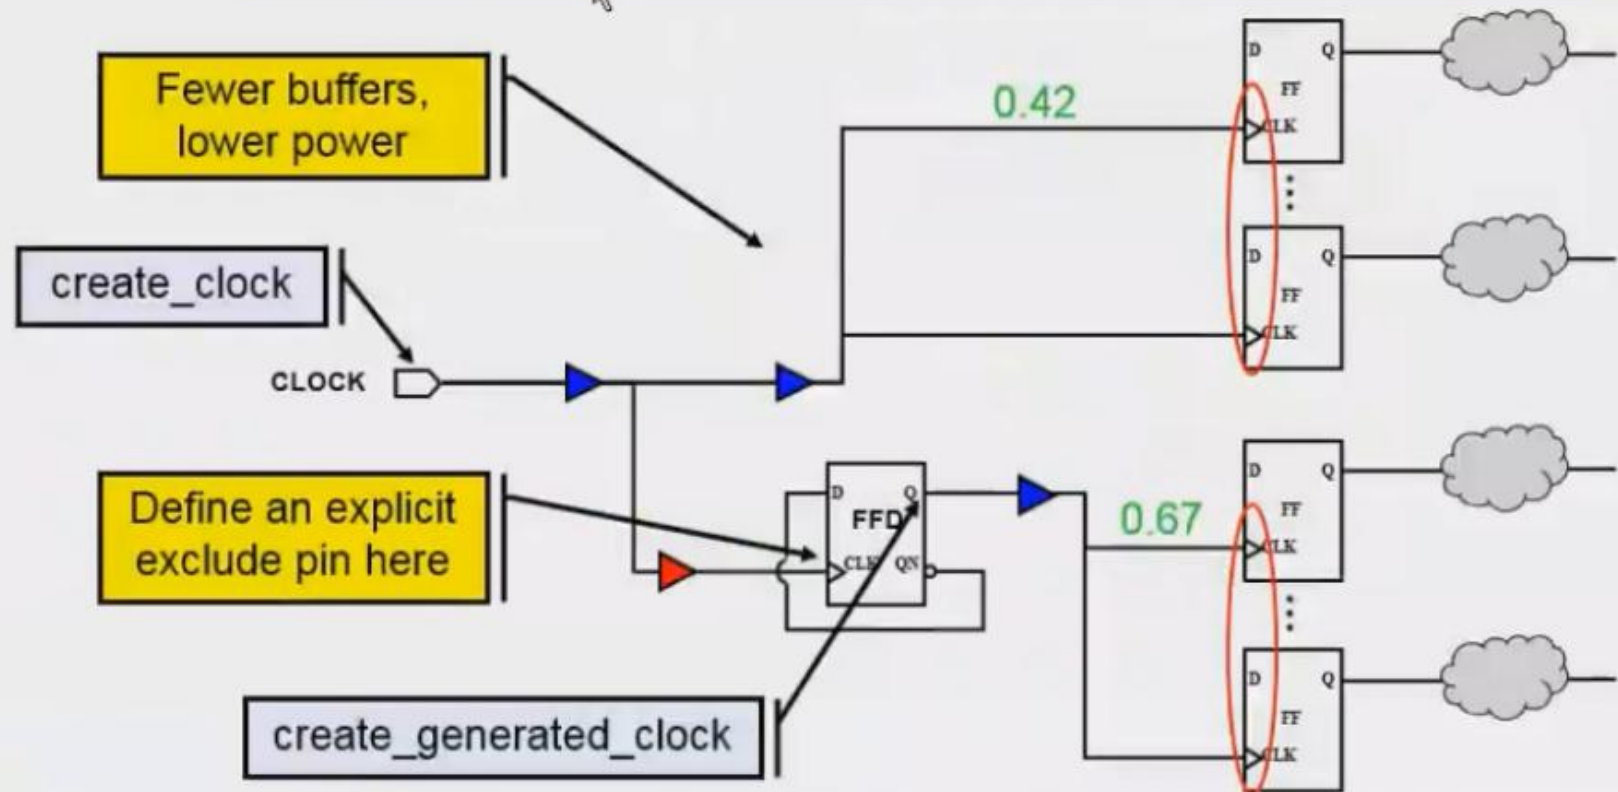 Fewer buffers,
lower power
0.42
D Q
FF
CLK
D Q
FF
CLK
create_clock
CLOCK
Define an explicit
exclude pin here
D Q
FFD
CLK QN
0.67
D Q
FF
CLK
D Q
FF
CLK
create_generated_clock